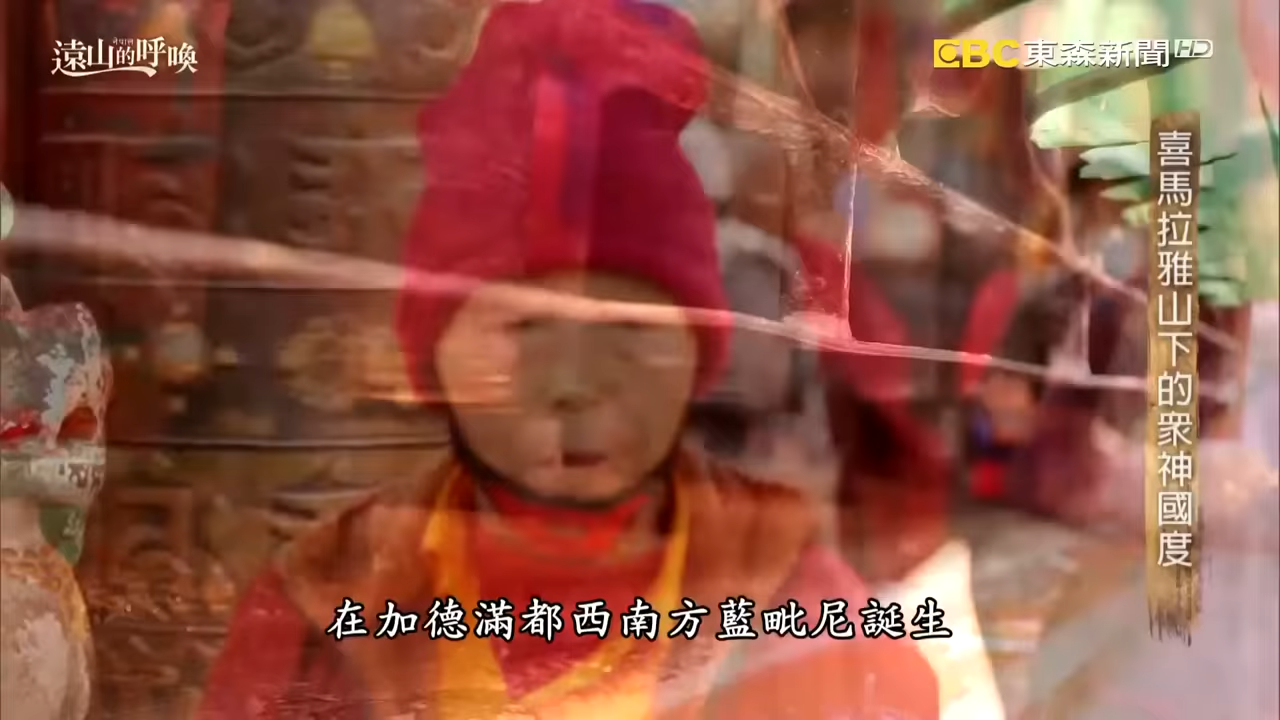 遠山的呼喚
EBC東森新聞HD
喜馬拉雅山下的眾神國度
在加德滿都西南方藍毗尼誕生